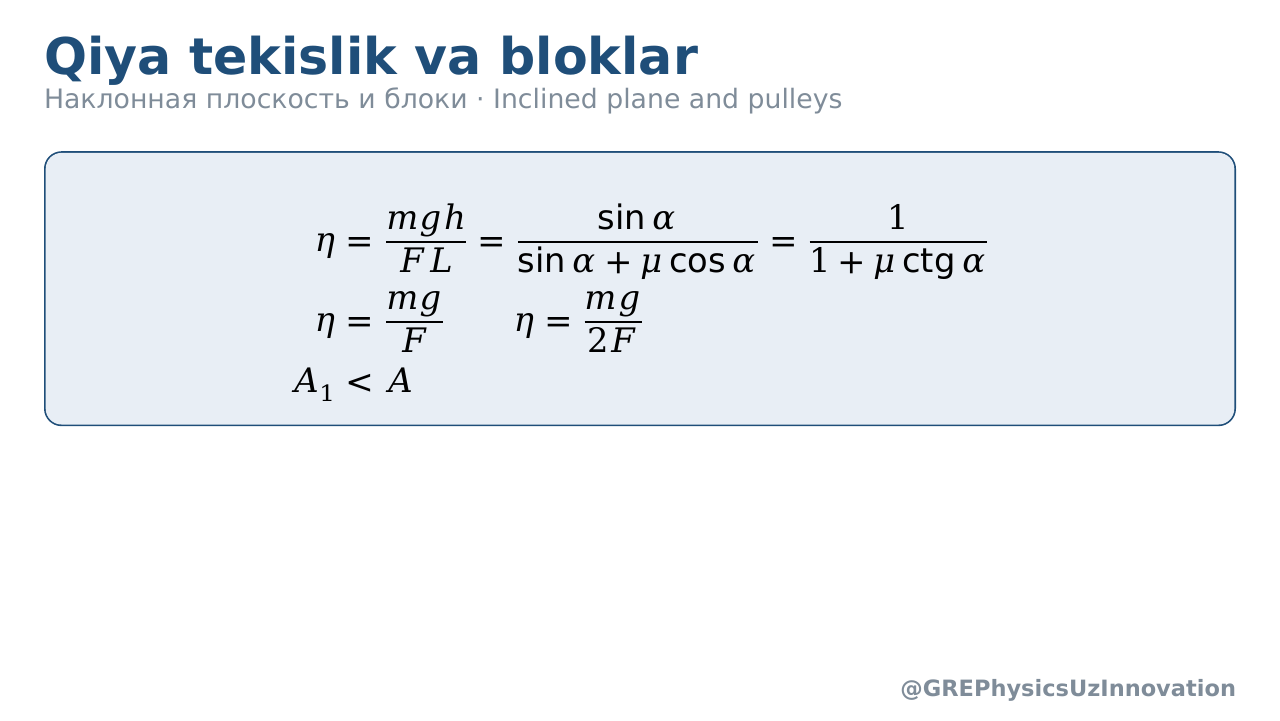 Qiya tekislik va bloklar
Наклонная плоскость и блоки · Inclined plane and pulleys
η = mgh/(FL) = sin α/(sin α + μ cos α) = 1/(1 + μ ctg α)
η = mg/F  η = mg/(2F)
A₁ < A
@GREPhysicsUzInnovation